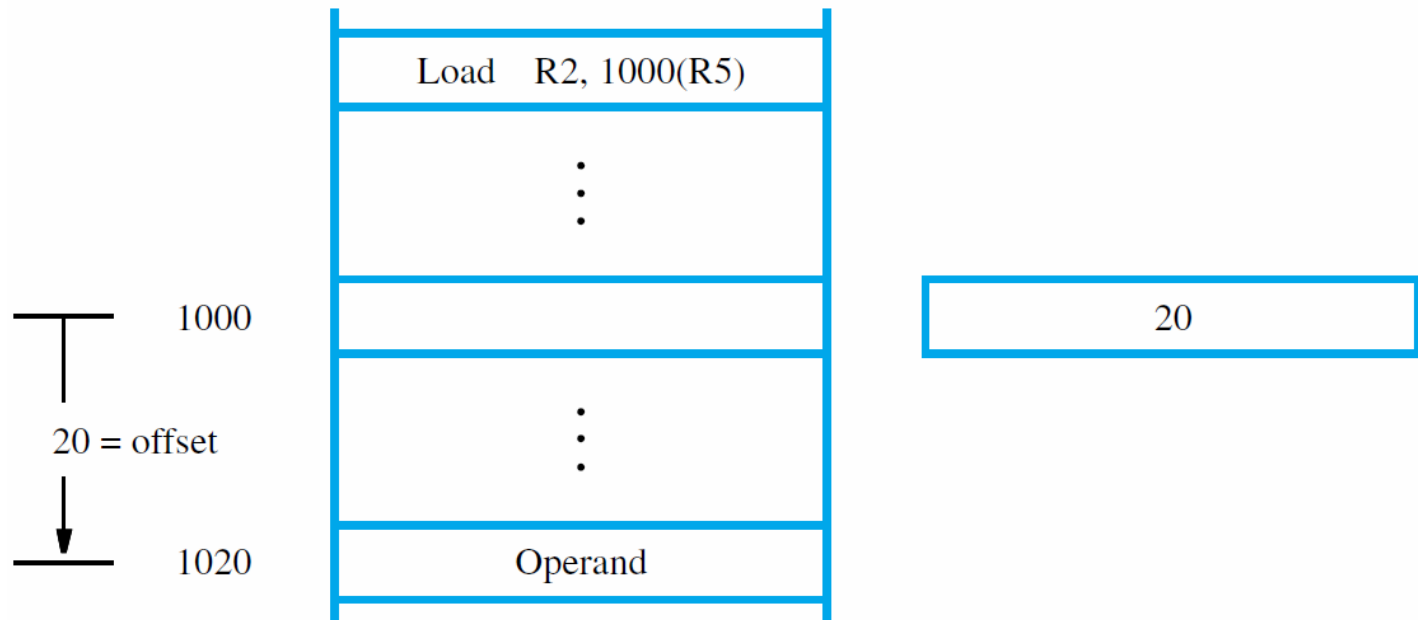 Load R2, 1000(R5)
1000
20
20 = offset
1020
Operand